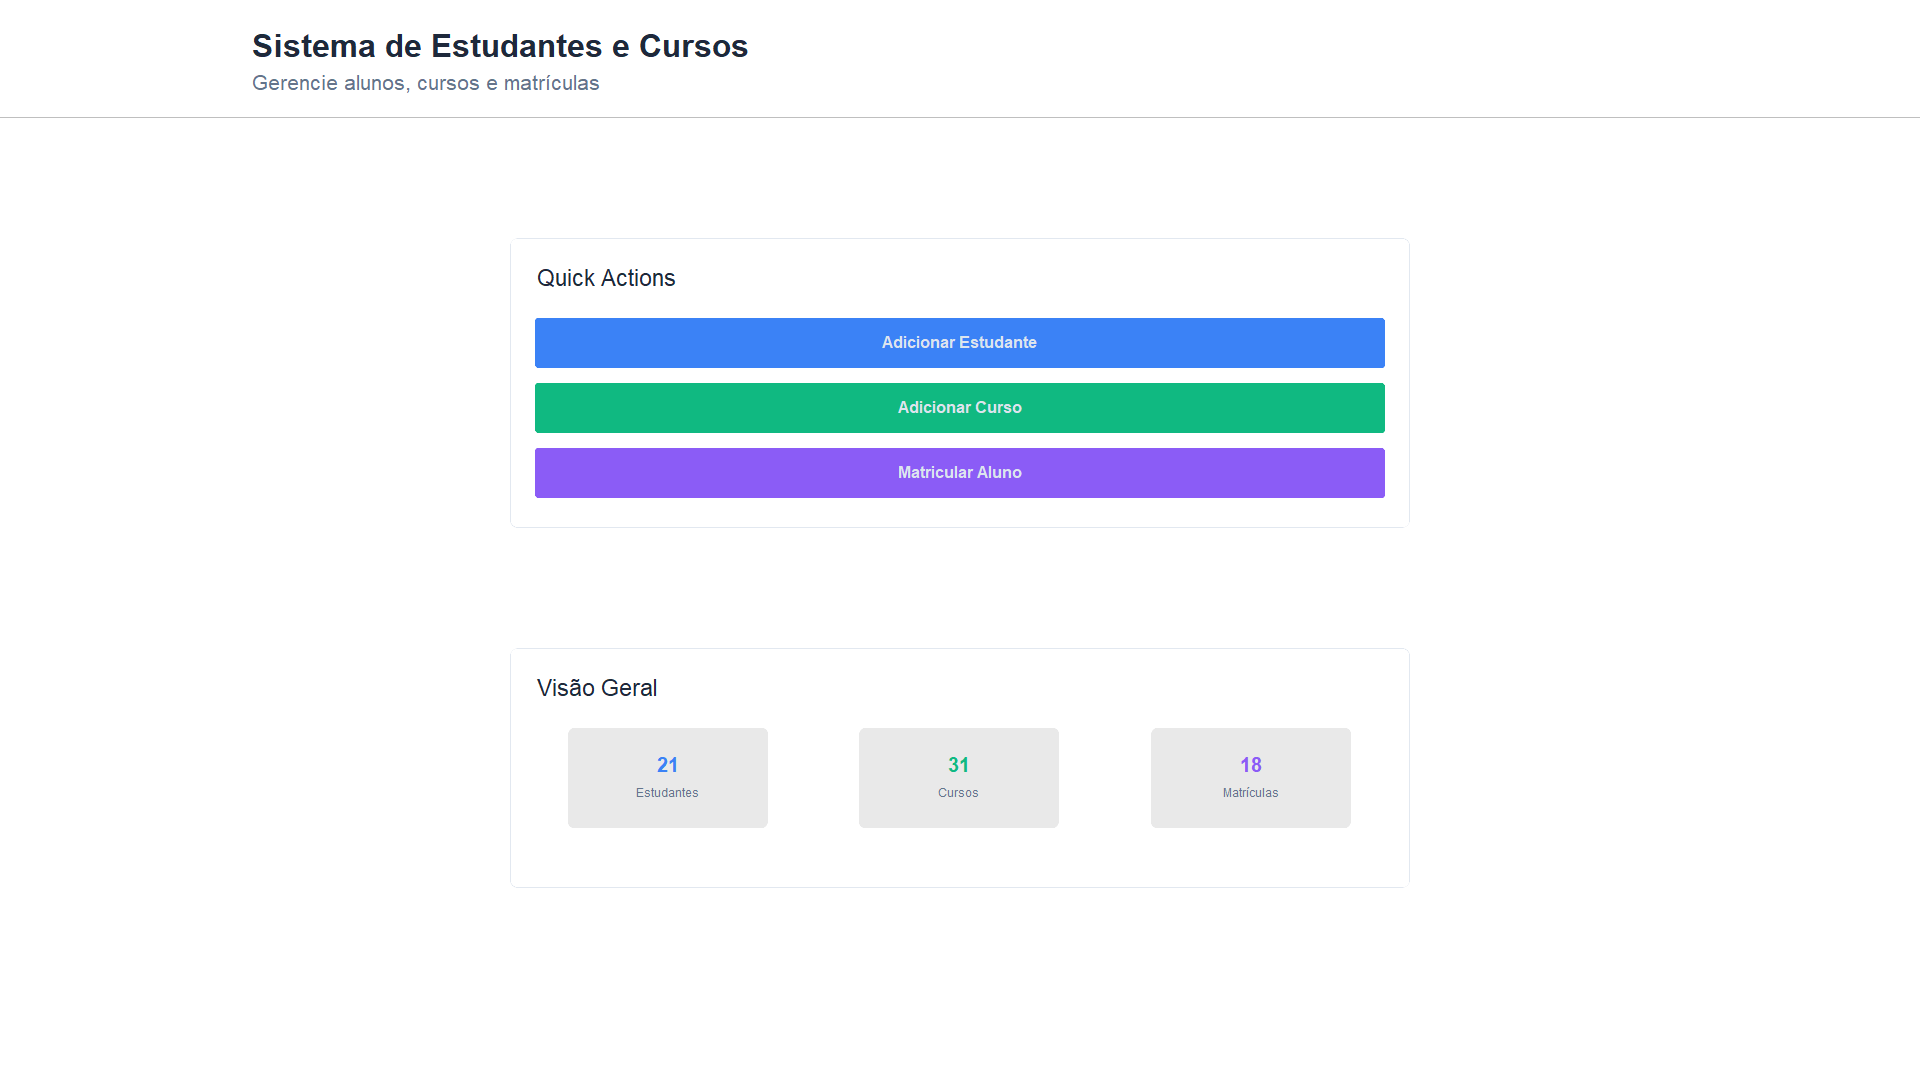 Sistema de Estudantes e Cursos
Gerencie alunos, cursos e matrículas
Quick Actions
Adicionar Estudante
Adicionar Curso
Matricular Aluno
Visão Geral
21
Estudantes
31
Cursos
18
Matrículas